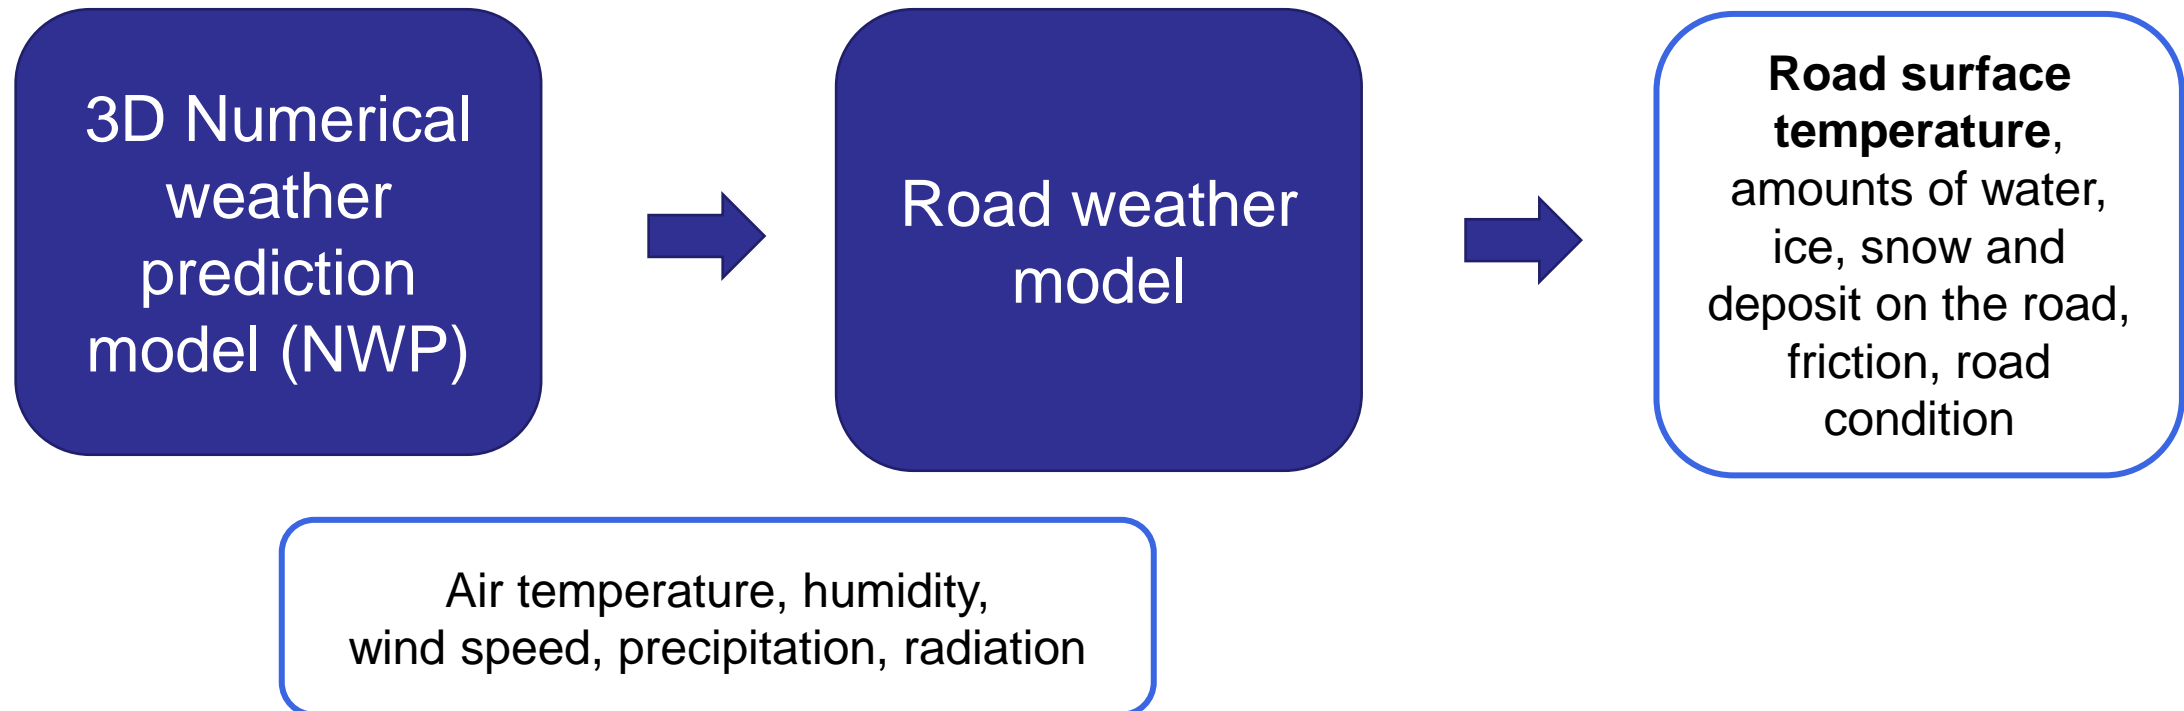 3D Numerical
weather
prediction
model (NWP)
Road weather
model
Road surface
temperature,
amounts of water,
ice, snow and
deposit on the road,
friction, road
condition
Air temperature, humidity,
wind speed, precipitation, radiation